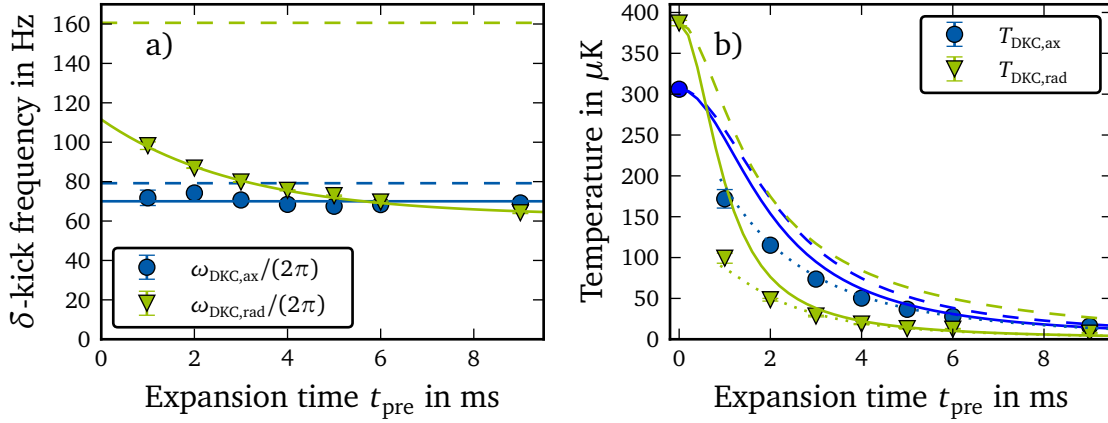 a)
δ-kick frequency in Hz
160
140
120
100
80
60
40
20
0
ω_DKC,ax/(2π)
ω_DKC,rad/(2π)
0 2 4 6 8
Expansion time t_pre in ms
b)
Temperature in μK
400
350
300
250
200
150
100
50
0
T_DKC,ax
T_DKC,rad
0 2 4 6 8
Expansion time t_pre in ms